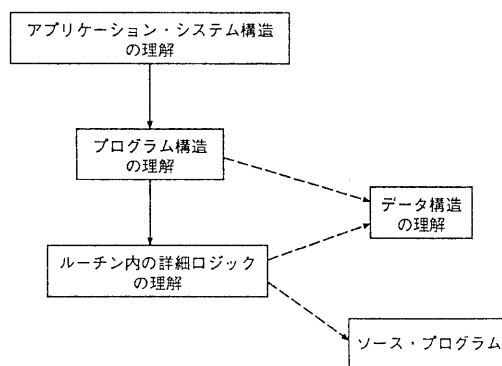 アプリケーション・システム構造
の理解
プログラム構造
の理解
データ構造
の理解
ルーチン内の詳細ロジック
の理解
ソース・プログラム